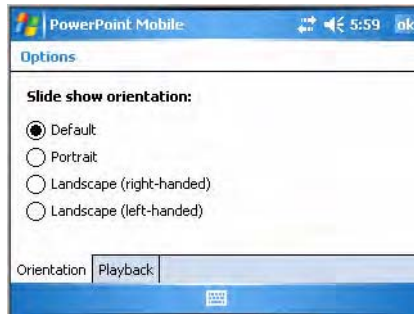 PowerPoint Mobile 5:59 ok
Options
Slide show orientation:
Default
Portrait
Landscape (right-handed)
Landscape (left-handed)
Orientation Playback